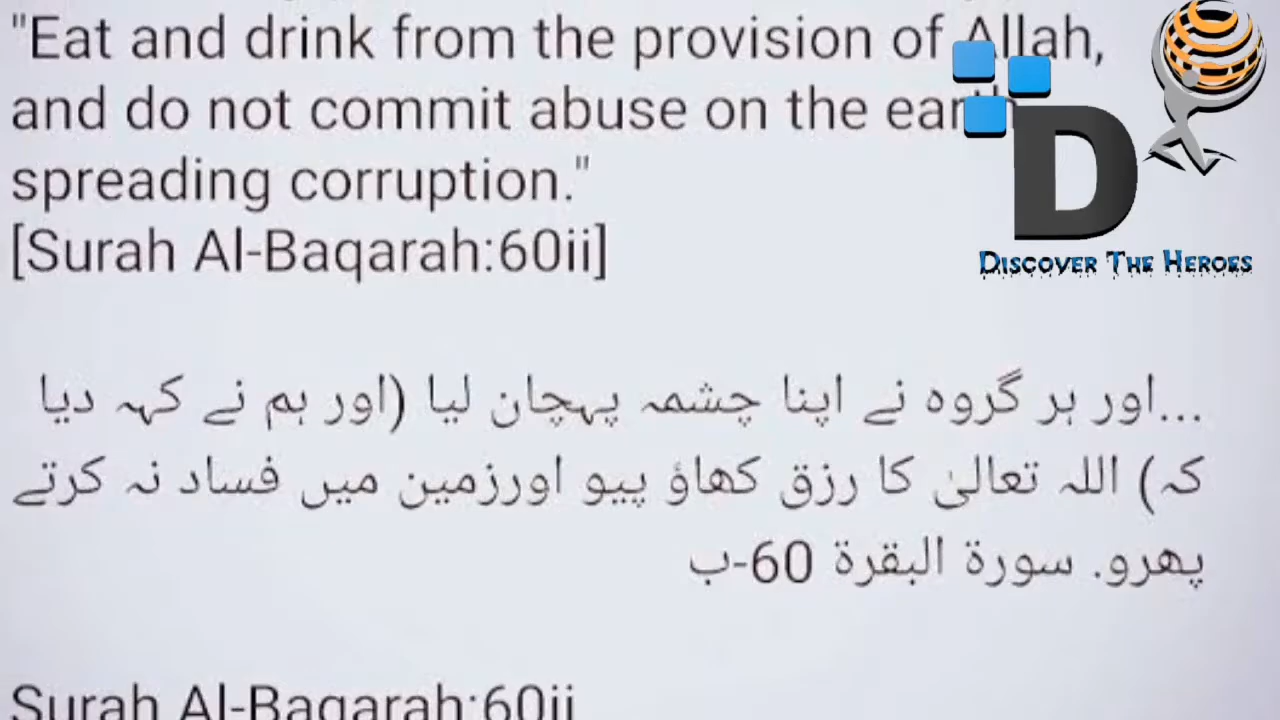 "Eat and drink from the provision of Allah,
and do not commit abuse on the earth
spreading corruption."
[Surah Al-Baqarah:60ii]
D
DISCOVER THE HEROES
...اور ہر گروہ نے اپنا چشمہ پہچان لیا (اور ہم نے کہہ دیا
کہ) اللہ تعالیٰ کا رزق کھاؤ پیو اورزمین میں فساد نہ کرتے
پھرو. سورة البقرة 60-ب
Surah Al-Baqarah:60ii